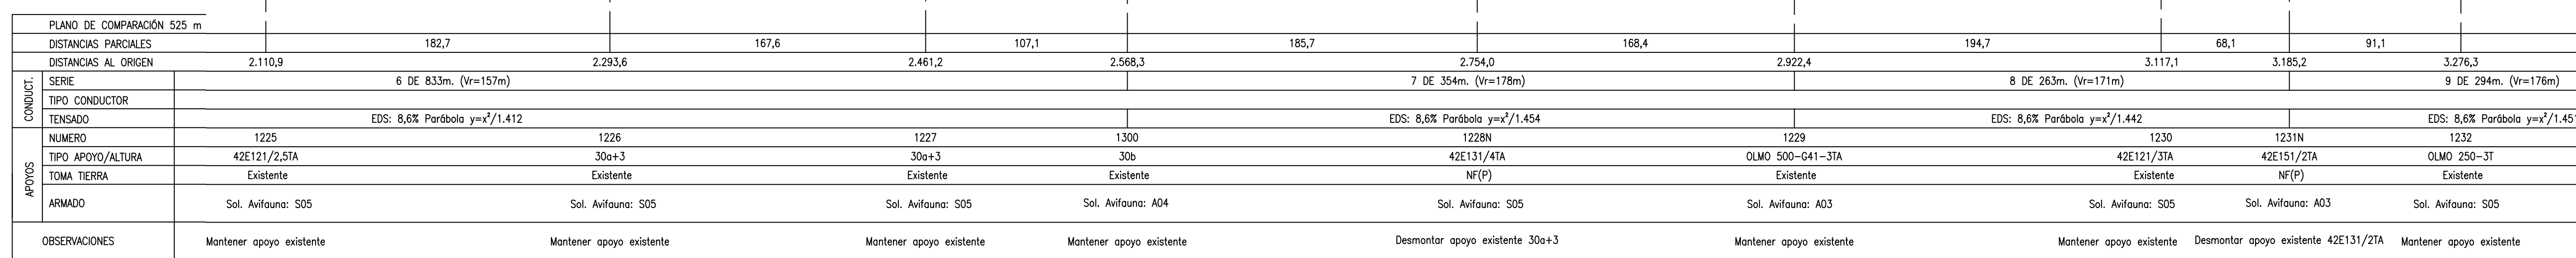 PLANO DE COMPARACIÓN 525 m
DISTANCIAS PARCIALES 182,7 167,6 107,1 185,7 168,4 194,7 68,1 91,1
DISTANCIAS AL ORIGEN 2.110,9 2.293,6 2.461,2 2.568,3 2.754,0 2.922,4 3.117,1 3.185,2 3.276,3
CONDUCT.
SERIE 6 DE 833m. (Vr=157m) 7 DE 354m. (Vr=178m) 8 DE 263m. (Vr=171m) 9 DE 294m. (Vr=176m)
TIPO CONDUCTOR
TENSADO EDS: 8,6% Parábola y=x²/1.412 EDS: 8,6% Parábola y=x²/1.454 EDS: 8,6% Parábola y=x²/1.442 EDS: 8,6% Parábola y=x²/1.45
APOYOS
NUMERO 1225 1226 1227 1300 1228N 1229 1230 1231N 1232
TIPO APOYO/ALTURA 42E121/2,5TA 30a+3 30a+3 30b 42E131/4TA OLMO 500-G41-3TA 42E121/3TA 42E151/2TA OLMO 250-3T
TOMA TIERRA Existente Existente Existente Existente NF(P) Existente Existente NF(P) Existente
ARMADO Sol. Avifauna: S05 Sol. Avifauna: S05 Sol. Avifauna: S05 Sol. Avifauna: A04 Sol. Avifauna: S05 Sol. Avifauna: A03 Sol. Avifauna: S05 Sol. Avifauna: A03 Sol. Avifauna: S05
OBSERVACIONES Mantener apoyo existente Mantener apoyo existente Mantener apoyo existente Mantener apoyo existente Desmontar apoyo existente 30a+3 Mantener apoyo existente Mantener apoyo existente Desmontar apoyo existente 42E131/2TA Mantener apoyo existente